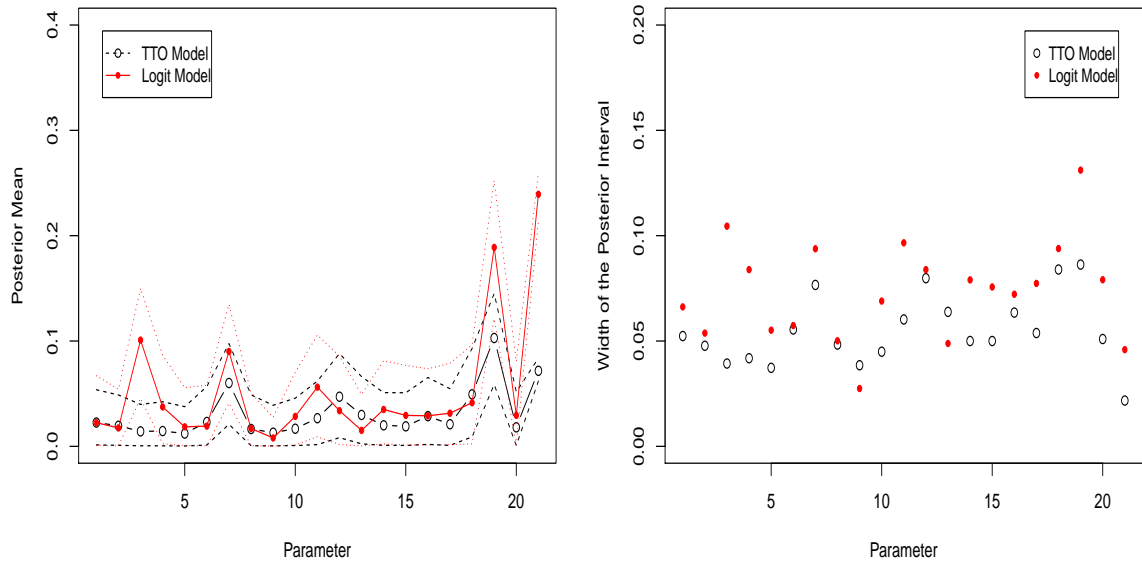 0.4
0.3
0.2
0.1
0.0
Posterior Mean
TTO Model
Logit Model
5
10
15
20
Parameter
0.20
0.15
0.10
0.05
0.00
Width of the Posterior Interval
TTO Model
Logit Model
5
10
15
20
Parameter